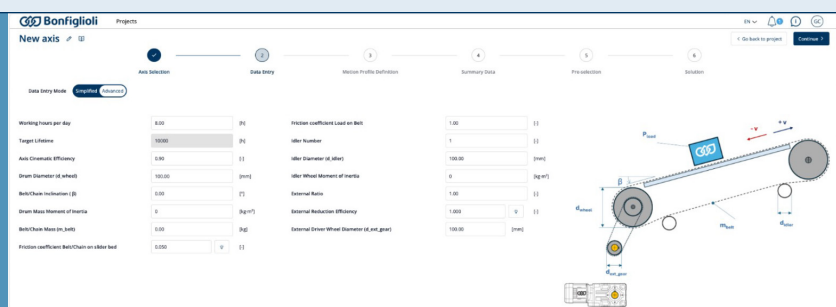 Bonfiglioli Projects EN GC
New axis Go back to project Continue
2 3 4 5 6
Axis Selection Data Entry Motion Profile Definition Summary Data Pre-selection Solution
Data Entry Mode Simplified Advanced
Working hours per day 8.00 [h] Friction coefficient Load on Belt 1.00 [-]
Target Lifetime 10000 [h] Idler Number 1 [-]
Axis Cinematic Efficiency 0.90 [-] Idler Diameter (d_idler) 100.00 [mm]
Drum Diameter (d_wheel) 100.00 [mm] Idler Wheel Moment of Inertia 0 [kg·m²]
Belt/Chain Inclination ( β) 0.00 [°] External Ratio 1.00 [-]
Drum Mass Moment of Inertia 0 [kg·m²] External Reduction Efficiency 1.000 [-]
Belt/Chain Mass (m_belt) 0.00 [kg] External Driver Wheel Diameter (d_ext_gear) 100.00 [mm]
Friction coefficient Belt/Chain on slider bed 0.050 [-]
- v + v
P load
β
d wheel
m belt
d idler
d ext_gear